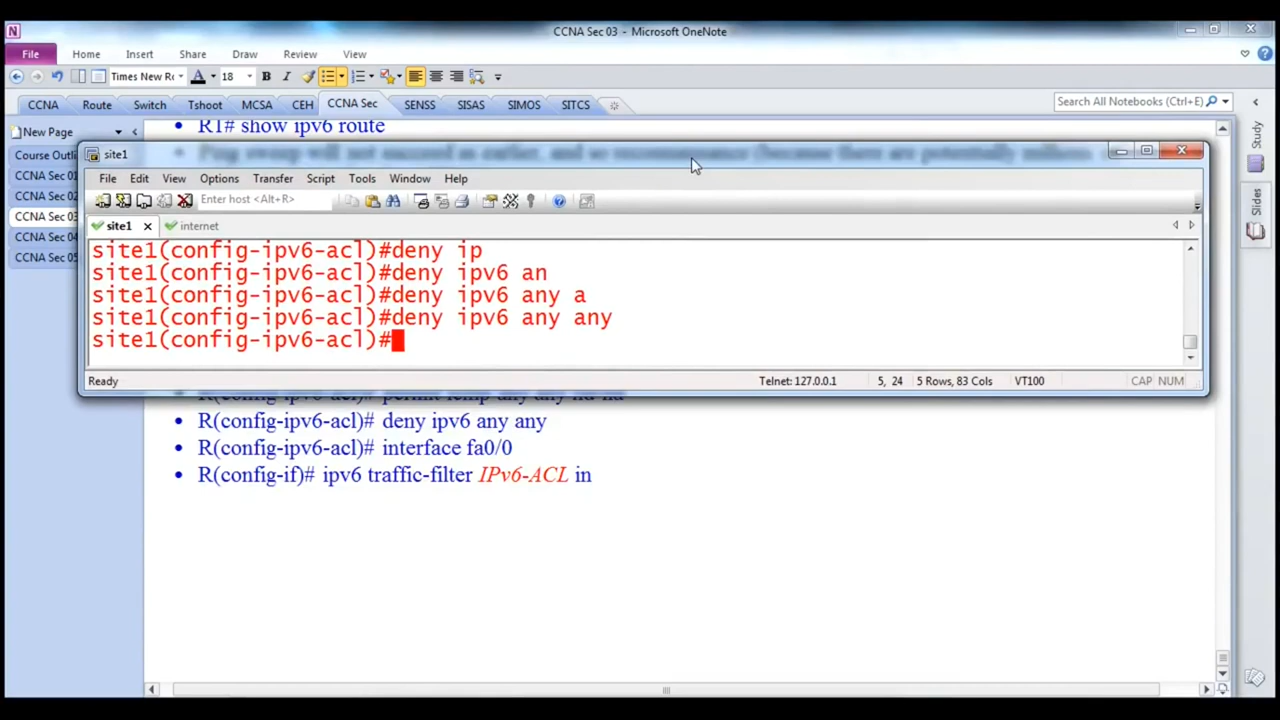 CCNA Sec 03 - Microsoft OneNote
File Home Insert Share Draw Review View
Times New Ro 18 B I
CCNA Route Switch Tshoot MCSA CEH CCNA Sec SENSS SISAS SIMOS SITCS
Search All Notebooks (Ctrl+E)
New Page
Course Outli
CCNA Sec 01
CCNA Sec 02
CCNA Sec 03
CCNA Sec 04
CCNA Sec 05
Study
Slides
• R1# show ipv6 route
site1
File Edit View Options Transfer Script Tools Window Help
Enter host <Alt+R>
site1 internet
site1(config-ipv6-acl)#deny ip
site1(config-ipv6-acl)#deny ipv6 an
site1(config-ipv6-acl)#deny ipv6 any a
site1(config-ipv6-acl)#deny ipv6 any any
site1(config-ipv6-acl)#
Ready Telnet: 127.0.0.1 5, 24 5 Rows, 83 Cols VT100 CAP NUM
• R(config-ipv6-acl)# deny ipv6 any any
• R(config-ipv6-acl)# interface fa0/0
• R(config-if)# ipv6 traffic-filter IPv6-ACL in